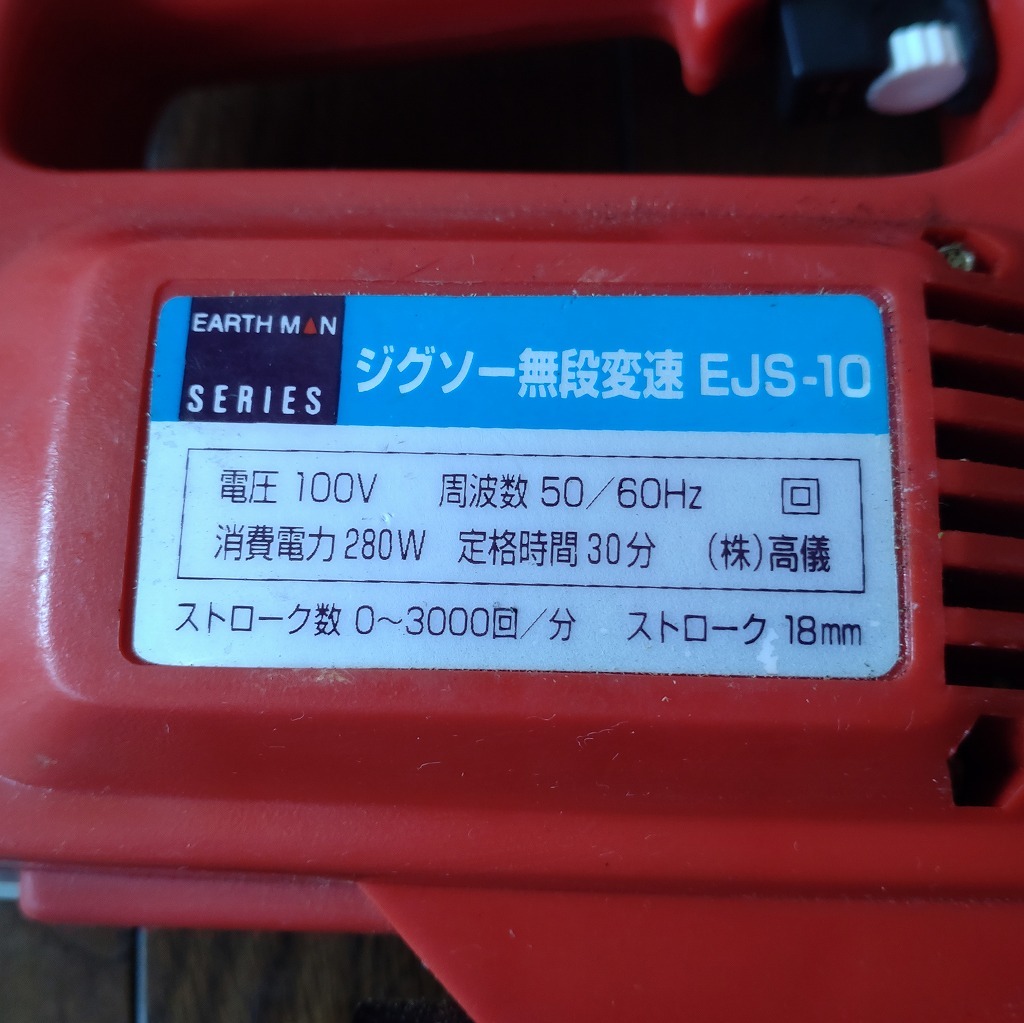 EARTH MAN
SERIES
ジグソー無段変速 EJS-10
電圧 100V 周波数 50/60Hz 回
消費電力 280W 定格時間 30分 (株)高儀
ストローク数 0~3000回/分 ストローク 18mm